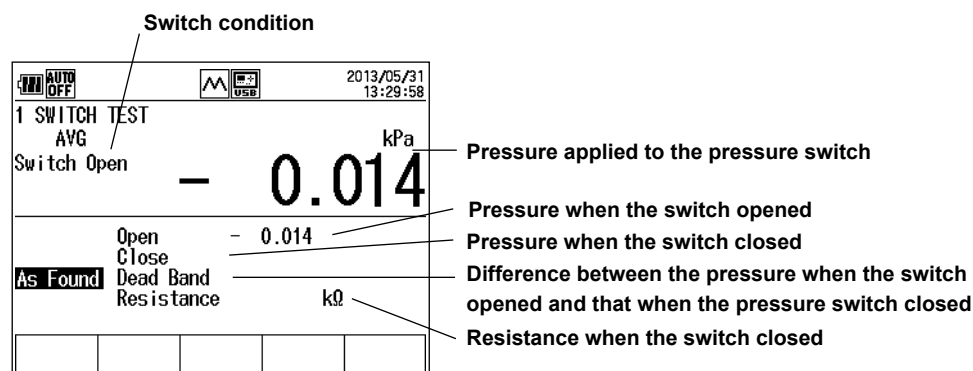 Switch condition
AUTO OFF
USB
2013/05/31
13:29:58
1 SWITCH TEST
AVG
kPa
Switch Open
- 0.014
Pressure applied to the pressure switch
Open - 0.014
Pressure when the switch opened
Close
Pressure when the switch closed
As Found
Dead Band
Difference between the pressure when the switch
opened and that when the pressure switch closed
Resistance kΩ
Resistance when the switch closed